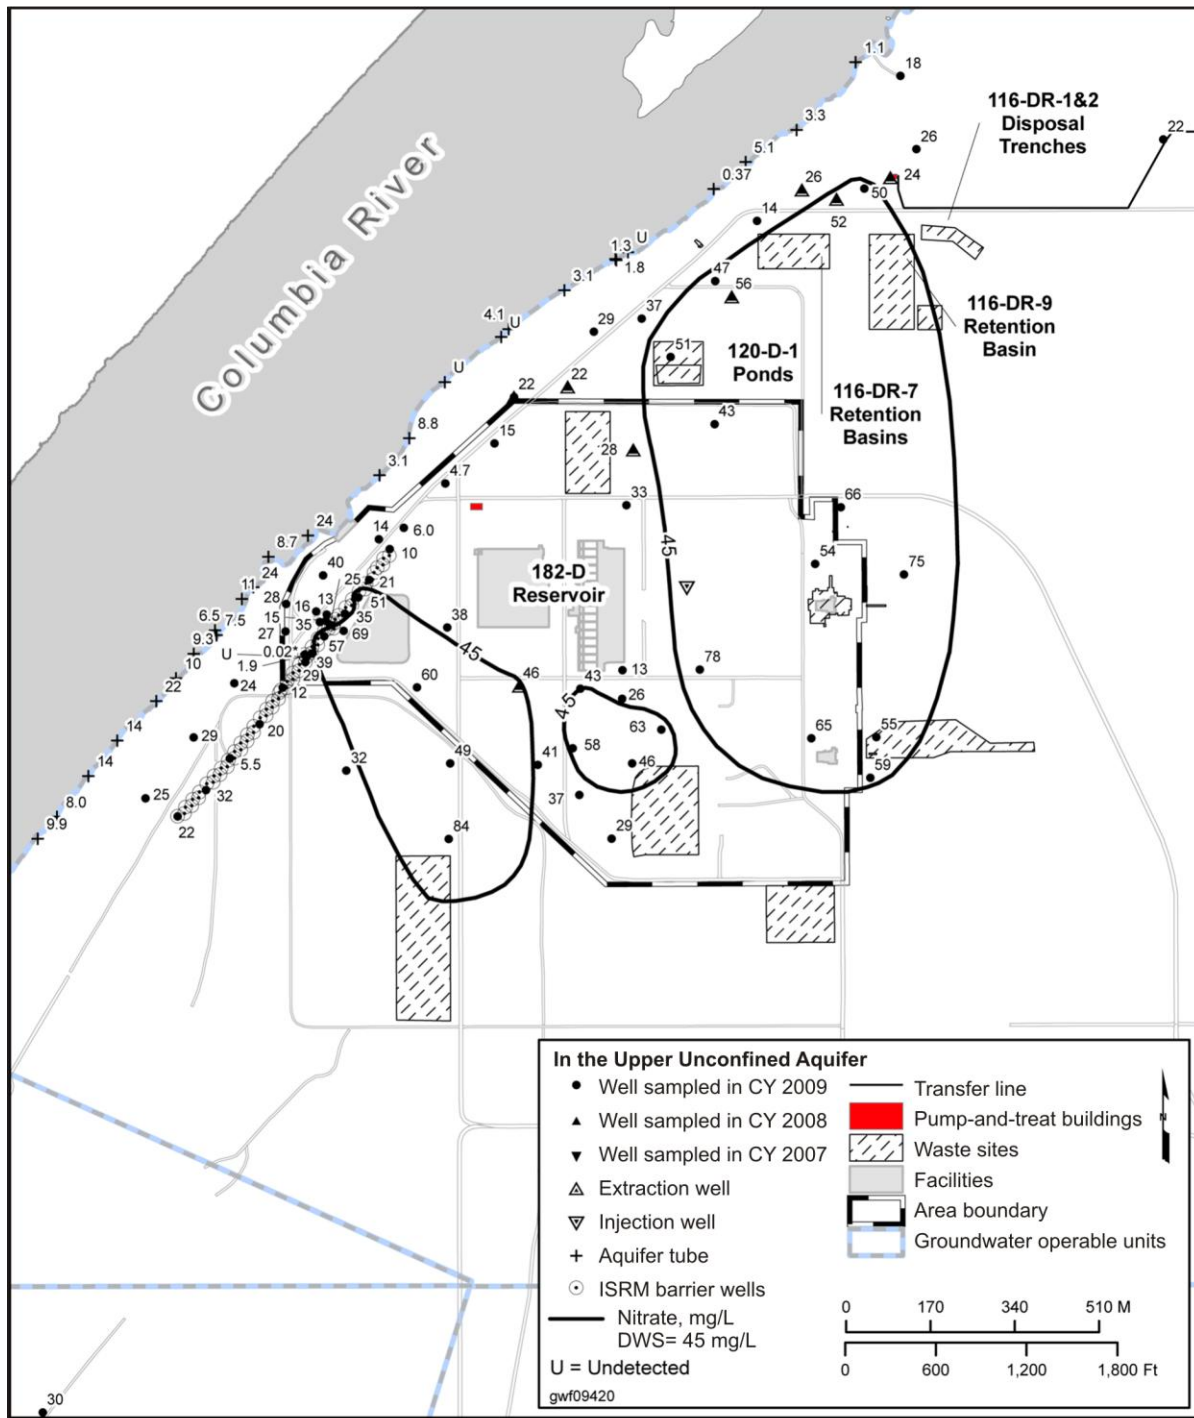 1.1
18
3.3
116-DR-1&2
Disposal
Trenches
22
26
5.1
0.37
26
24
50
52
14
Columbia River
U
1.3
1.8
47
56
3.1
37
29
4.1
U
116-DR-9
Retention
Basin
51
120-D-1
Ponds
116-DR-7
Retention
Basins
U
22
22
43
8.8
15
28
3.1
4.7
33
66
24
14
6.0
8.7
10
45
54
75
24
40
25
21
182-D
Reservoir
11
28
16
13
51
6.5
7.5
15
35
35
38
9.3
27
69
45
U
0.02*
57
10
1.9
39
13
78
29
46
43
22
24
12
60
26
45
14
29
20
63
65
55
58
14
5.5
32
49
41
46
59
8.0
25
32
37
9.9
22
84
29
In the Upper Unconfined Aquifer
Well sampled in CY 2009
Well sampled in CY 2008
Well sampled in CY 2007
Extraction well
Injection well
Aquifer tube
ISRM barrier wells
Nitrate, mg/L
DWS= 45 mg/L
U = Undetected
gwf09420
Transfer line
Pump-and-treat buildings
Waste sites
Facilities
Area boundary
Groundwater operable units
N
0 170 340 510 M
0 600 1,200 1,800 Ft
30